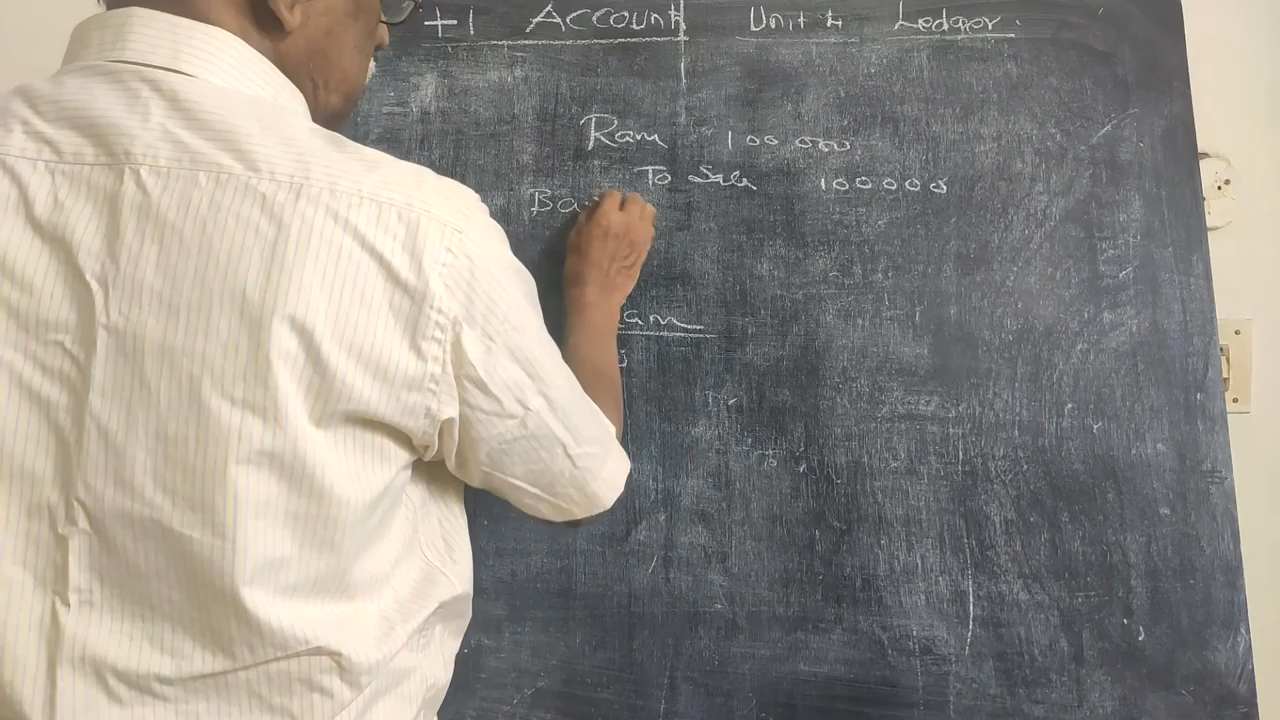 +1 Account Unit 4 Ledger.
Ram 100 000
To Sale 100000
Ba
am